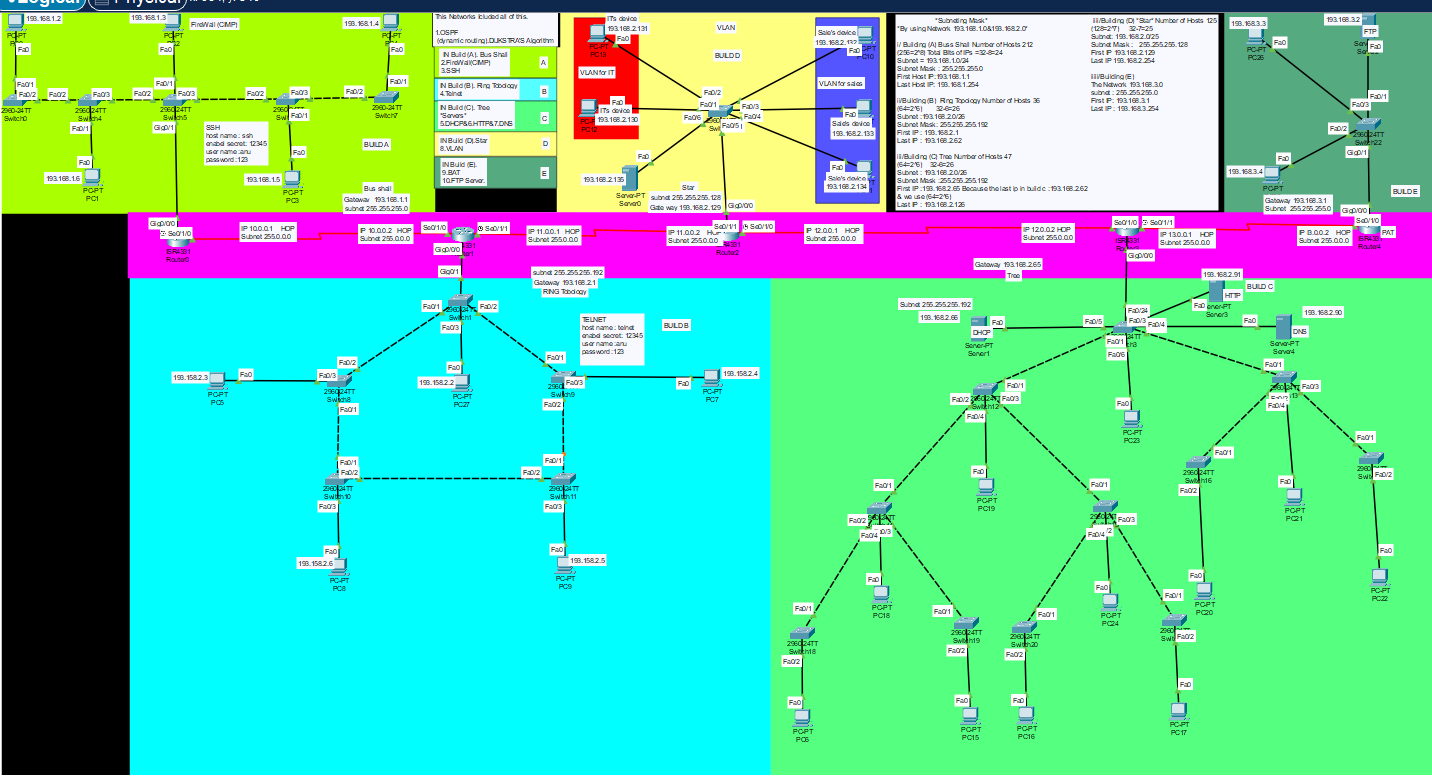 Logical
Physical
193.168.1.2
193.168.1.3
FireWall (CIMP)
193.168.1.4
Fa0
Fa0
Fa0
Fa0/1
Fa0/1
Fa0/1
Fa0/2
Fa0/2
Fa0/3
Fa0/2
Fa0/3
Fa0/2
Fa0/3
Fa0/2
2960-24TT
Switch0
2960-24TT
Switch4
2960-24TT
Switch5
2960-24TT
2960-24TT
Switch7
Fa0/1
Gig0/1
Fa0/1
SSH
host name : ssh
enabel secret: 12345
user name :anu
password :123
BUILD A
Fa0
Fa0
193.168.1.6
193.168.1.5
PC-PT
PC1
PC-PT
PC3
Bus shall
Gateway 193.168.1.1
subnet 255.255.255.0
This Networks icluded all of this.
1.OSPF
(dynamic routing).DIJKSTRA'S Algorithm
IN Build (A). Bus Shall
2.FireWall(CIMP)
3.SSH
A
IN Build (B). Ring Topology
4.Telnet
B
IN Build (C). Tree
"Servers"
5.DHCP&6.HTTP&7.DNS
C
IN Build (D).Star
8.VLAN
D
IN Build (E).
9.BAT
10.FTP Server.
E
ITs device
193.168.2.131
Fa0
VLAN
BUILD D
VLAN for IT
Fa0
ITs device
193.168.2.130
Sale's device
Fa0
VLAN for sales
Fa0
Sale's device
193.168.2.133
Fa0
Sale's device
193.168.2.134
Fa0/2
Fa0/1
Fa0/3
Fa0/6
Fa0/4
Fa0/5
Fa0
193.168.2.135
Server-PT
Server0
Star
subnet 255.255.255.128
Gate way 193.168.2.129
Gig0/0/0
"Subneting Mask"
"By using Network 193.168.1.0&193.168.2.0"
i/ Building (A) Buss Shall Number of Hosts 212
(256=2^8) Total Bits of IPs =32-8=24
Subnet = 193.168.1.0/24
Subnet Mask : 255.255.255.0
First Host IP: 193.168.1.1
Last Host IP: 193.168.1.254
ii/Building (B) Ring Topology Number of Hosts 36
(64=2^6) 32-6=26
Subnet : 193.168.2.0/26
Subnet Mask : 255.255.255.192
First IP : 193.168.2.1
Last IP : 193.168.2.62
iii/Building (C) Tree Number of Hosts 47
(64=2^6) 32-6=26
Subnet : 193.168.2.0/26
Subnet Mask :255.255.255.192
First IP :193.168.2.65 Because the last ip in buid c :193.168.2.62
& we use (64=2^6)
Last IP : 193.168.2.126
iiii/Building (D) "Star" Number of Hosts 125
(128=2^7) 32-7=25
Subnet: 193.168.2.0/25
Subnet Mask : 255.255.255.128
First IP 193.168.2.129
Last IP 193.168.2.254
iiiii/Building (E)
The Network 193.168.3.0
subnet : 255.255.255.0
First IP : 193.168.3.1
Last IP 193.168.3.254
193.168.3.3
193.168.3.2
FTP
Fa0
Fa0
PC-PT
PC26
Fa0/1
Fa0/3
Fa0/2
2960-24TT
Switch22
Gig0/1
Fa0
193.168.3.4
PC-PT
BUILD E
Gateway 193.168.3.1
subnet 255.255.255.0
Gig0/0/0
Gig0/0/0
Se0/1/0
ISR4331
Router0
IP 10.0.0.1 HOP
Subnet 255.0.0.0
IP 10.0.0.2 HOP
Subnet 255.0.0.0
Se0/1/0
Se0/1/1
Gig0/0/0
IP 11.0.0.1 HOP
Subnet 255.0.0.0
IP 11.0.0.2 HOP
Subnet 255.0.0.0
Se0/1/0
Router2
IP 12.0.0.1 HOP
Subnet 255.0.0.0
IP 12.0.0.2 HOP
Subnet 255.0.0.0
Se0/1/0
Se0/1/1
ISR4331
Gig0/0/0
IP 13.0.0.1 HOP
Subnet 255.0.0.0
IP 13.0.0.2 HOP
Subnet 255.0.0.0
Se0/1/0
PAT
ISR4331
Router4
Gig0/1
subnet 255.255.255.192
Gateway 193.168.2.1
RING Tobology
Fa0/1
Fa0/2
2960-24TT
Switch1
Fa0/3
TELNET
host name : telnet
enabel secret: 12345
user name :anu
password :123
BUILD B
Fa0/2
Fa0/1
Fa0
193.158.2.3
Fa0
Fa0/3
193.158.2.2
Fa0/3
Fa0
193.158.2.4
PC-PT
PC5
2960-24TT
Switch8
PC-PT
PC27
Switch9
PC-PT
PC7
Fa0/1
Fa0/2
Fa0/1
Fa0/2
Fa0/2
Fa0/1
2960-24TT
Switch10
2960-24TT
Switch11
Fa0/3
Fa0/3
Fa0
Fa0
193.158.2.6
193.158.2.5
PC-PT
PC8
PC-PT
PC9
Gateway 193.168.2.65
Tree
193.168.2.91
BUILD C
HTTP
Subnet 255.255.255.192
193.168.2.66
Fa0
Server3
193.168.2.90
DHCP
Fa0
Fa0/5
Fa0/24
Fa0/3
Fa0/4
Fa0
DNS
Server-PT
Server1
Fa0/1
Fa0/6
Server-PT
Server4
Fa0/1
Fa0/1
Fa0/2
Fa0/3
Fa0/3
Switch12
Fa0/4
Fa0/4
Fa0
PC-PT
PC23
Fa0/1
Fa0/1
Fa0/2
2960-24TT
Switch16
Fa0/2
Fa0
PC-PT
PC19
Fa0
PC-PT
PC21
Fa0/1
Fa0/1
Fa0/2
Fa0/4
Fa0/3
Fa0/4
Fa0
PC-PT
PC22
Fa0
PC-PT
PC18
Fa0
PC-PT
PC24
Fa0
PC-PT
PC20
Fa0/1
Fa0/1
Fa0/1
Fa0/1
2960-24TT
Switch18
2960-24TT
Switch19
2960-24TT
Switch20
Fa0/2
Fa0/2
Fa0/2
Fa0/2
Fa0
Fa0
Fa0
Fa0
PC-PT
PC6
PC-PT
PC15
PC-PT
PC16
PC-PT
PC17